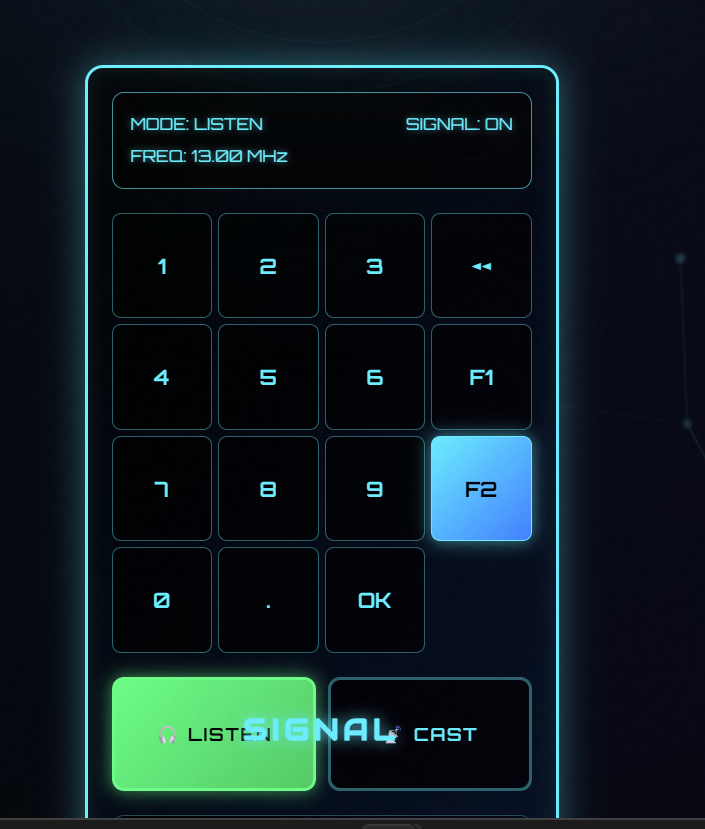 MODE: LISTEN SIGNAL: ON
FREQ: 13.00 MHz
1 2 3 ◄◄
4 5 6 F1
7 8 9 F2
0 . OK
🎧 LISTEN 📡 CAST
SIGNAL